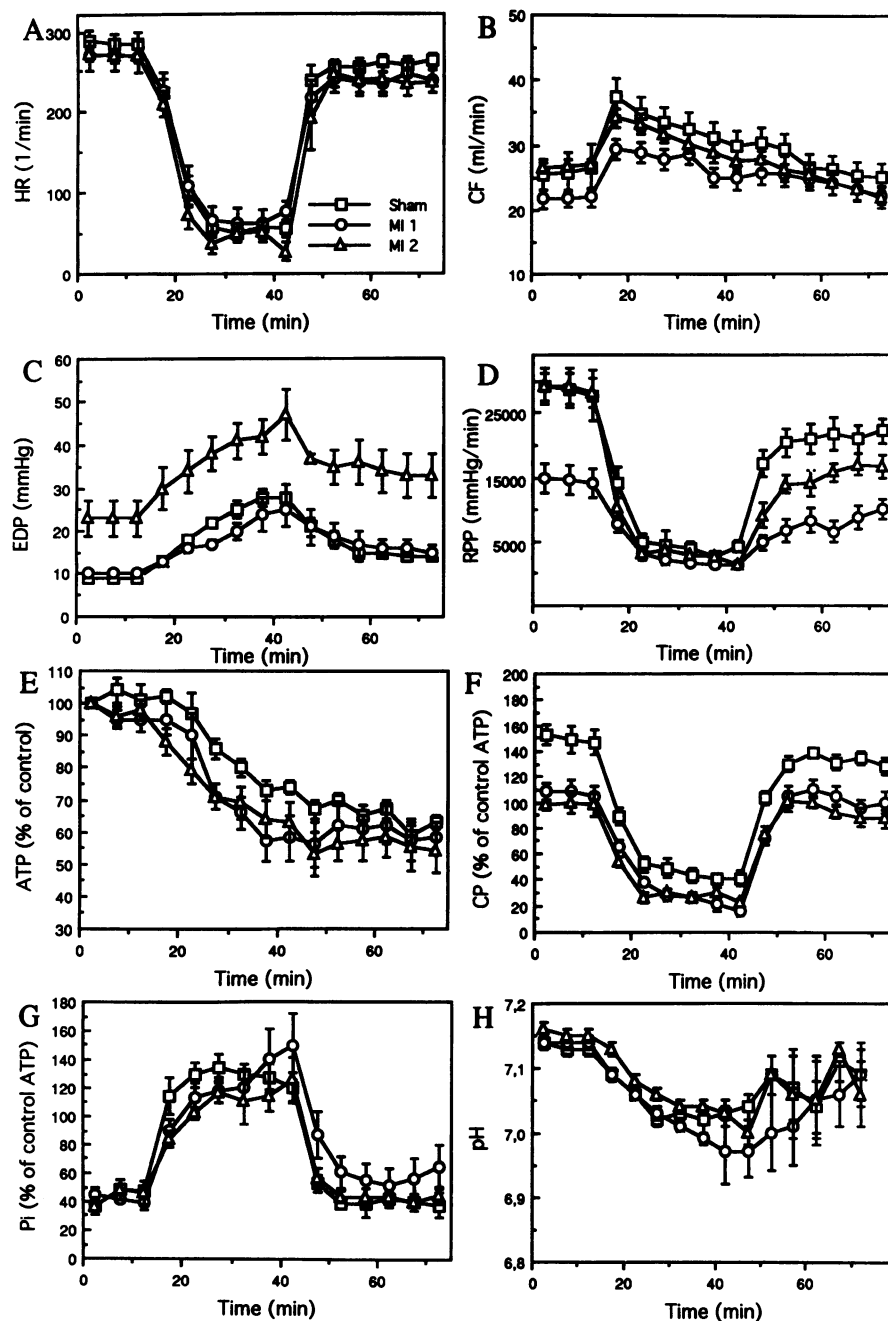 A
HR (1/min)
300
200
100
0
0 20 40 60
Time (min)
Sham
MI 1
MI 2
B
CF (ml/min)
50
40
30
20
10
0 20 40 60
Time (min)
C
EDP (mmHg)
60
50
40
30
20
10
0
0 20 40 60
Time (min)
D
RPP (mmHg/min)
25000
15000
5000
0 20 40 60
Time (min)
E
ATP (% of control)
110
100
90
80
70
60
50
40
30
0 20 40 60
Time (min)
F
CP (% of control ATP)
200
180
160
140
120
100
80
60
40
20
0
0 20 40 60
Time (min)
G
Pi (% of control ATP)
180
160
140
120
100
80
60
40
20
0
0 20 40 60
Time (min)
H
pH
7,2
7,1
7,0
6,9
6,8
0 20 40 60
Time (min)